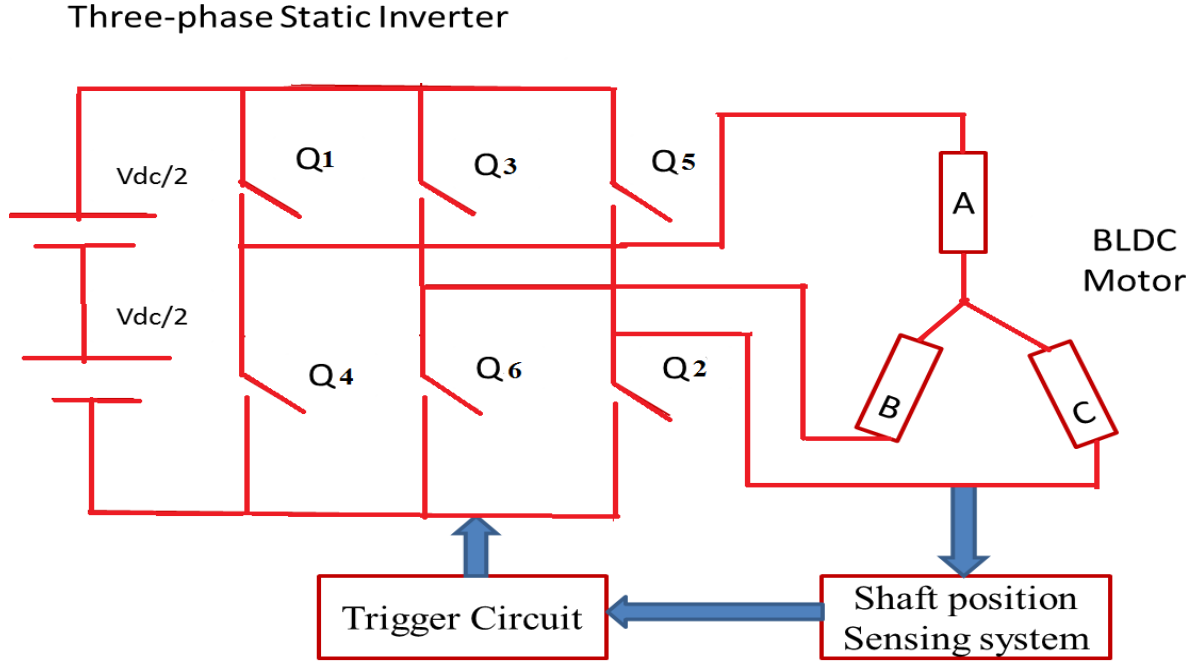 Three-phase Static Inverter
Vdc/2
Q1
Q3
Q5
A
BLDC
Motor
Vdc/2
Q4
Q6
Q2
B
C
Trigger Circuit
Shaft position
Sensing system